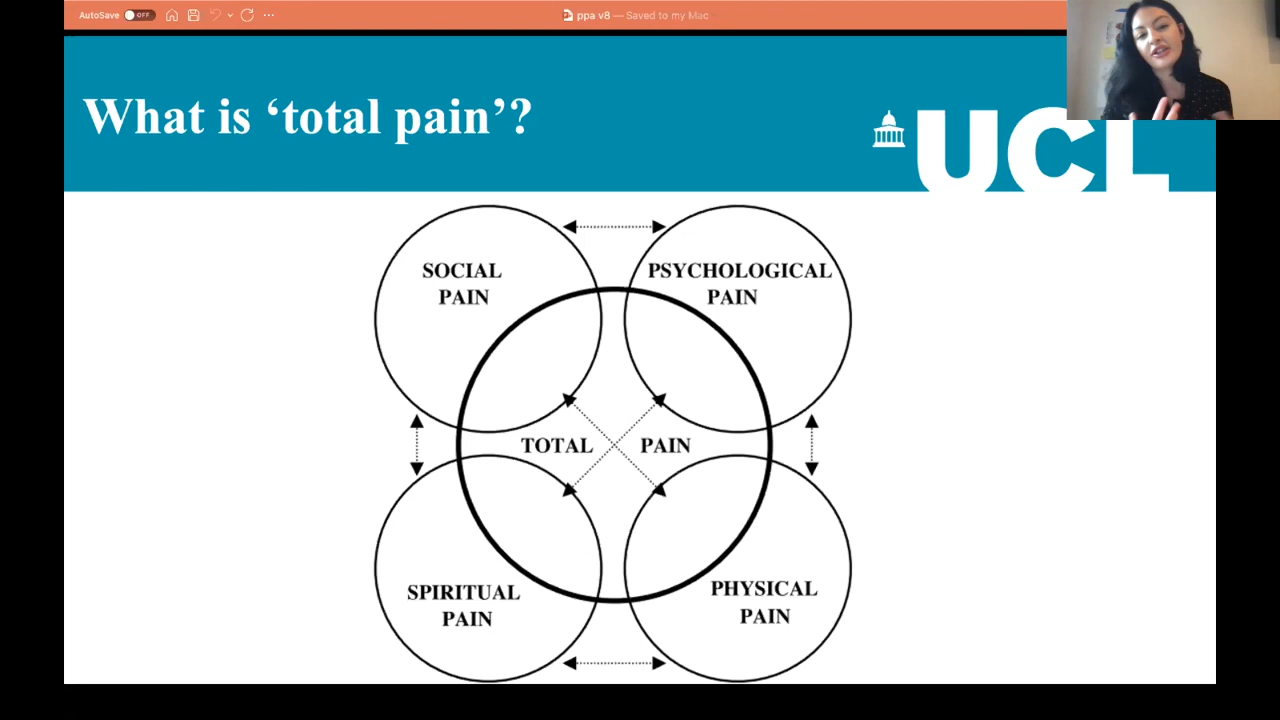 AutoSave OFF
ppa v8 — Saved to my Mac
What is ‘total pain’?
UCL
SOCIAL
PAIN
PSYCHOLOGICAL
PAIN
TOTAL PAIN
SPIRITUAL
PAIN
PHYSICAL
PAIN